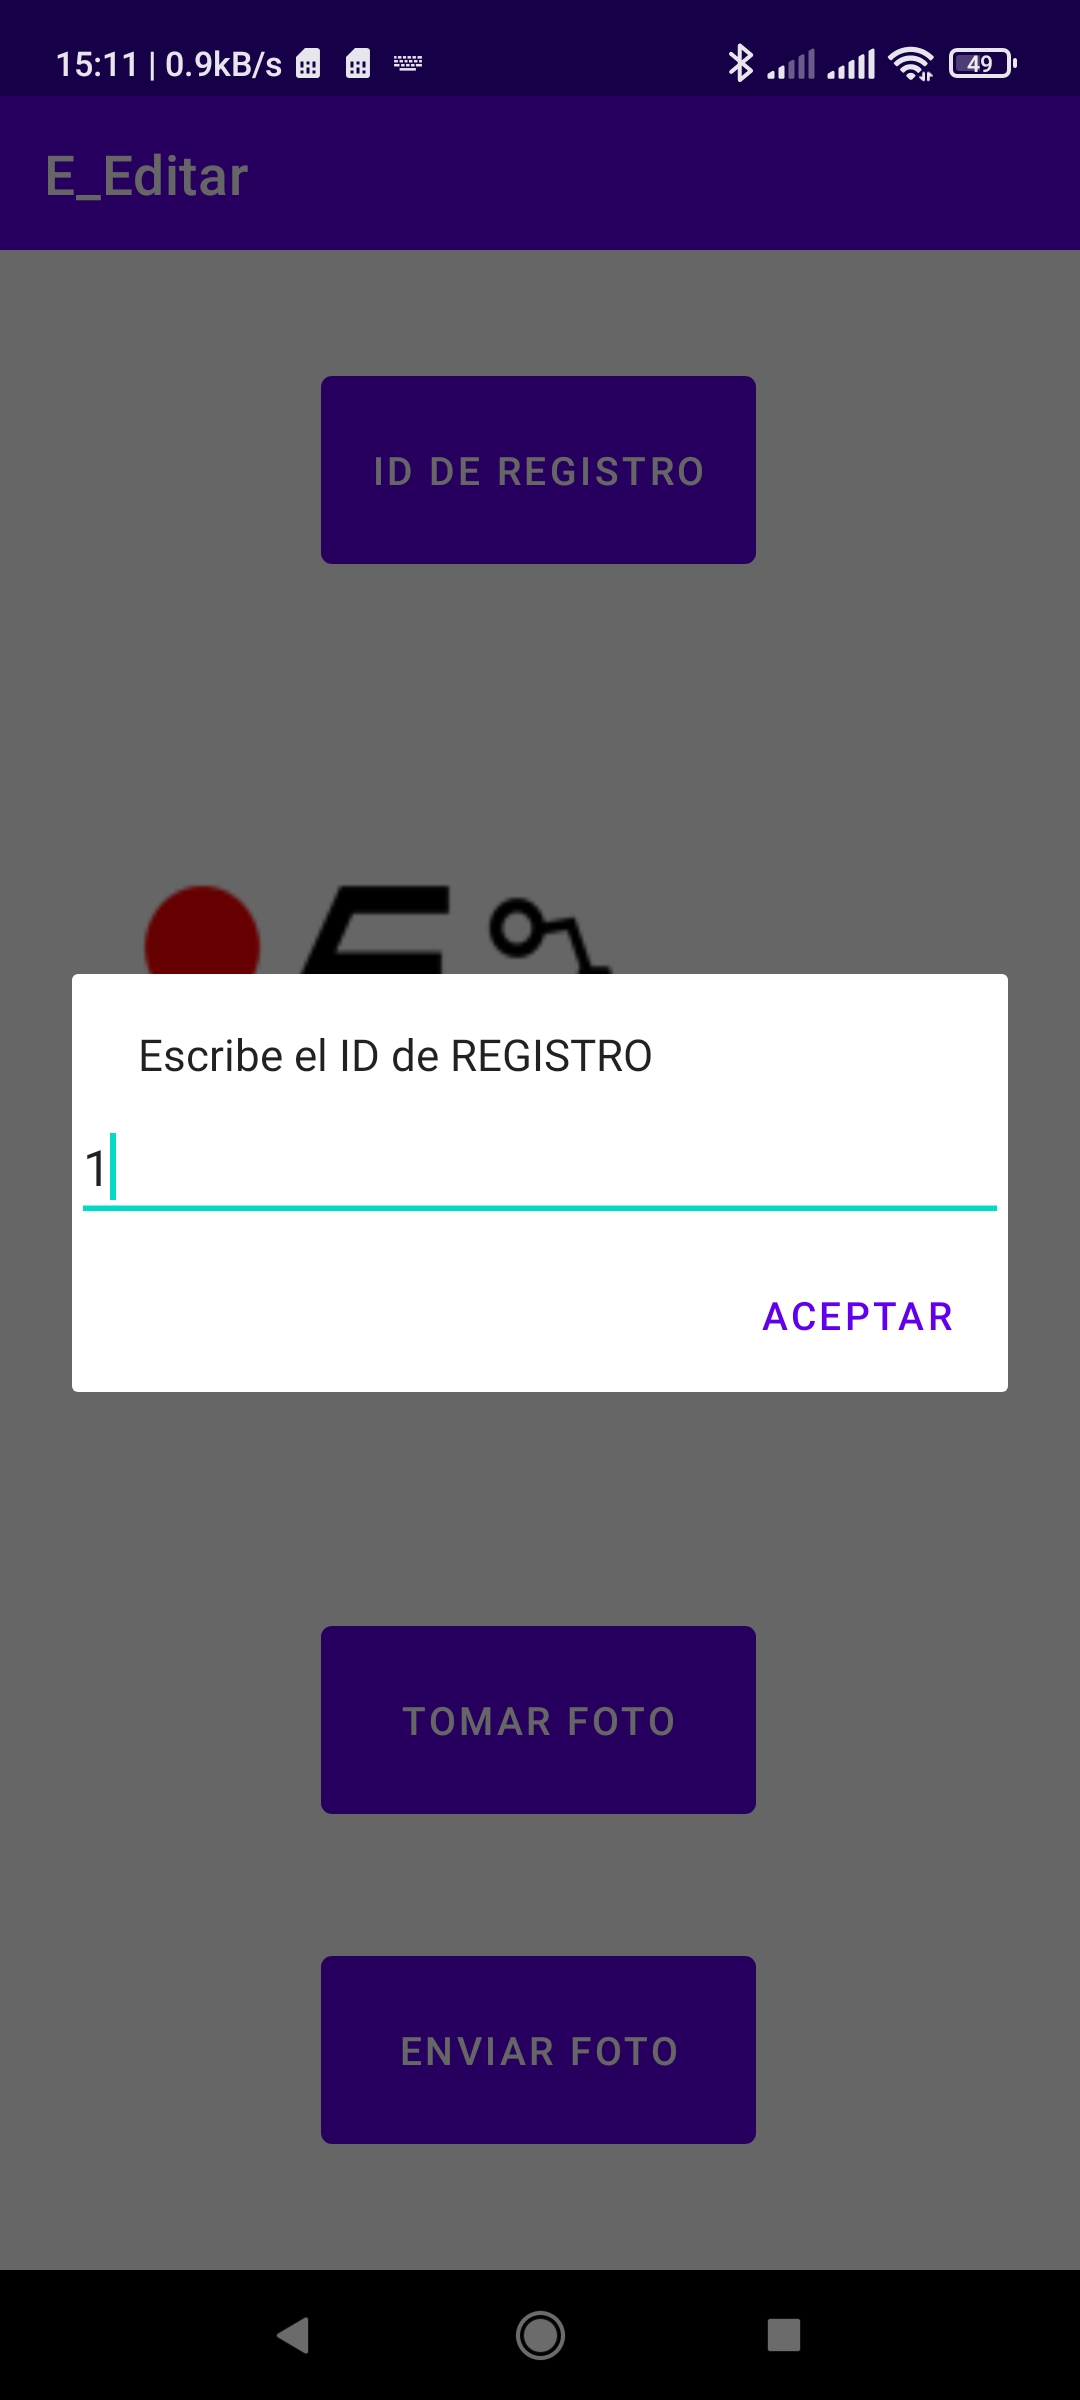 15:11 | 0.9kB/s
49
E_Editar
ID DE REGISTRO
Escribe el ID de REGISTRO
1
ACEPTAR
TOMAR FOTO
ENVIAR FOTO